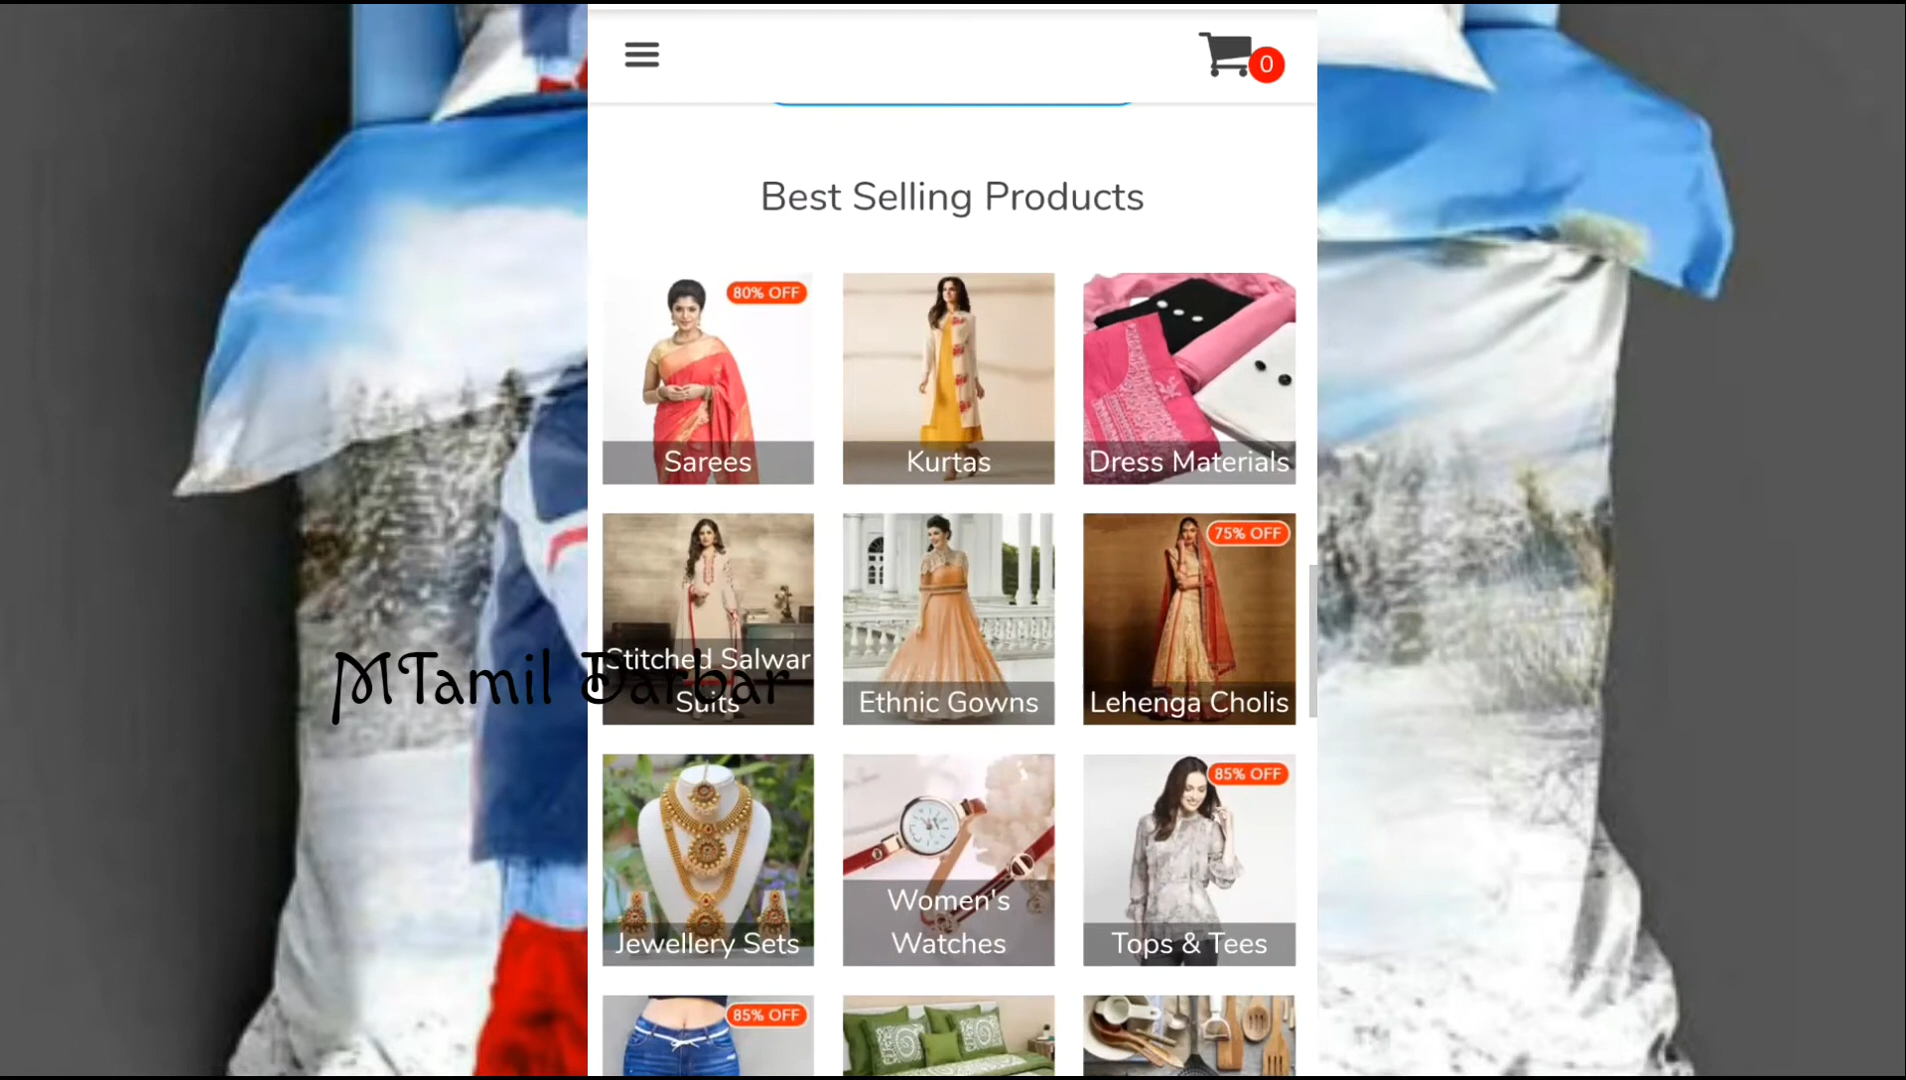 0
Best Selling Products
80% OFF
Sarees
Kurtas
Dress Materials
Stitched Salwar
Suits
Ethnic Gowns
75% OFF
Lehenga Cholis
MTamil Darbar
Jewellery Sets
Women's
Watches
85% OFF
Tops & Tees
85% OFF